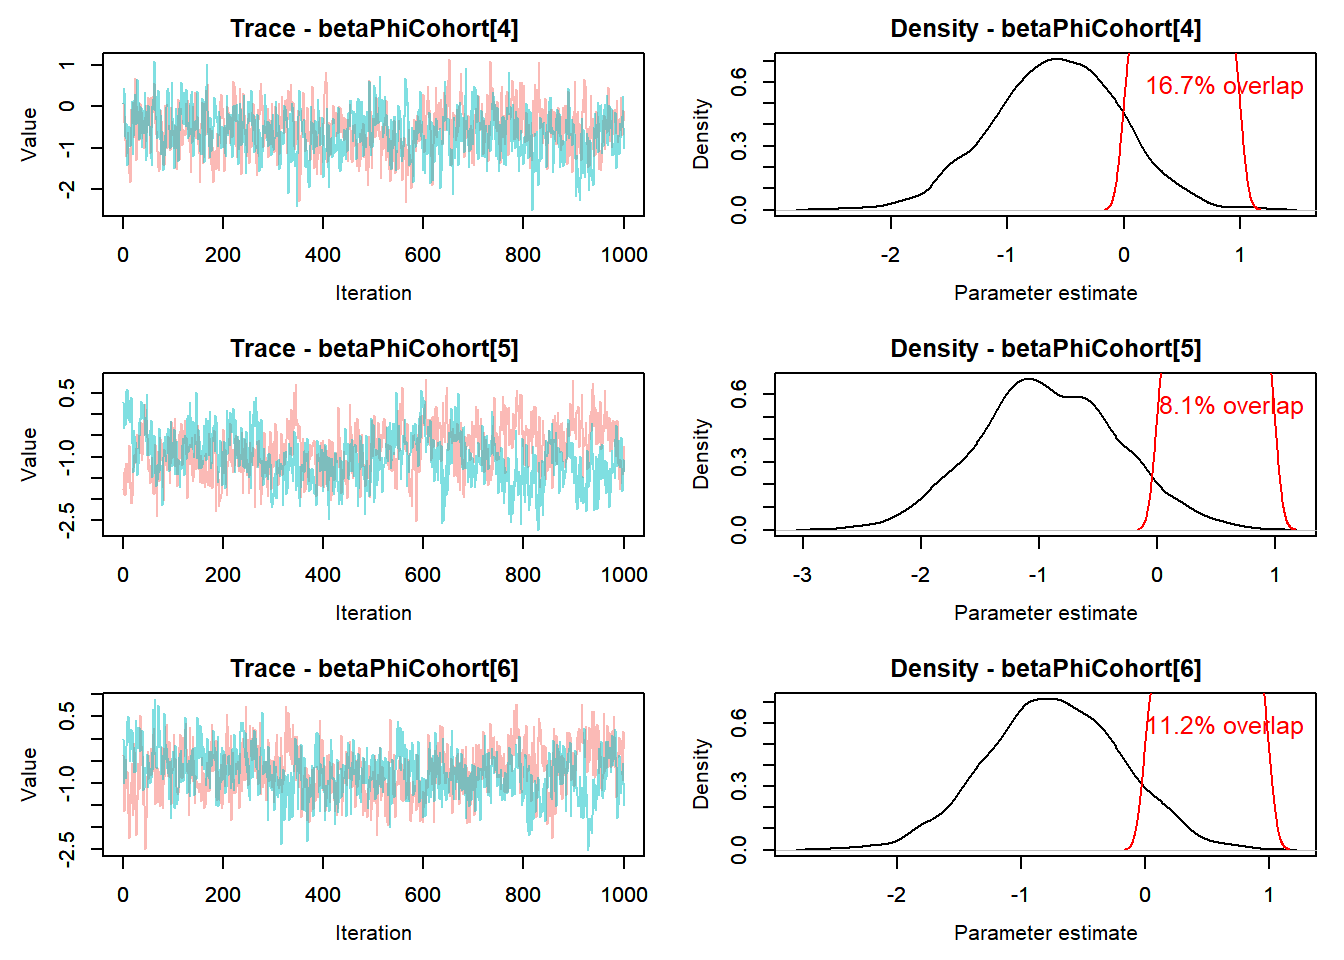 Trace - betaPhiCohort[4]
Value
1
0
-1
-2
0 200 400 600 800 1000
Iteration
Density - betaPhiCohort[4]
Density
0.6
0.3
0.0
16.7% overlap
-2 -1 0 1
Parameter estimate
Trace - betaPhiCohort[5]
Value
0.5
-1.0
-2.5
0 200 400 600 800 1000
Iteration
Density - betaPhiCohort[5]
Density
0.6
0.3
0.0
8.1% overlap
-3 -2 -1 0 1
Parameter estimate
Trace - betaPhiCohort[6]
Value
0.5
-1.0
-2.5
0 200 400 600 800 1000
Iteration
Density - betaPhiCohort[6]
Density
0.6
0.3
0.0
11.2% overlap
-2 -1 0 1
Parameter estimate